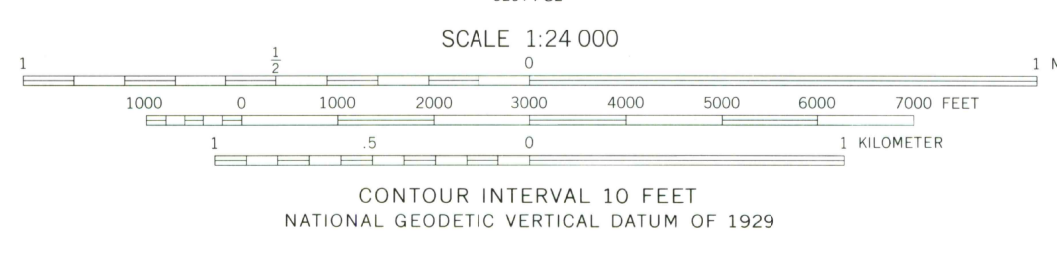 SCALE 1:24 000
1 1/2 0 1
1000 0 1000 2000 3000 4000 5000 6000 7000 FEET
1 .5 0 1 KILOMETER
CONTOUR INTERVAL 10 FEET
NATIONAL GEODETIC VERTICAL DATUM OF 1929